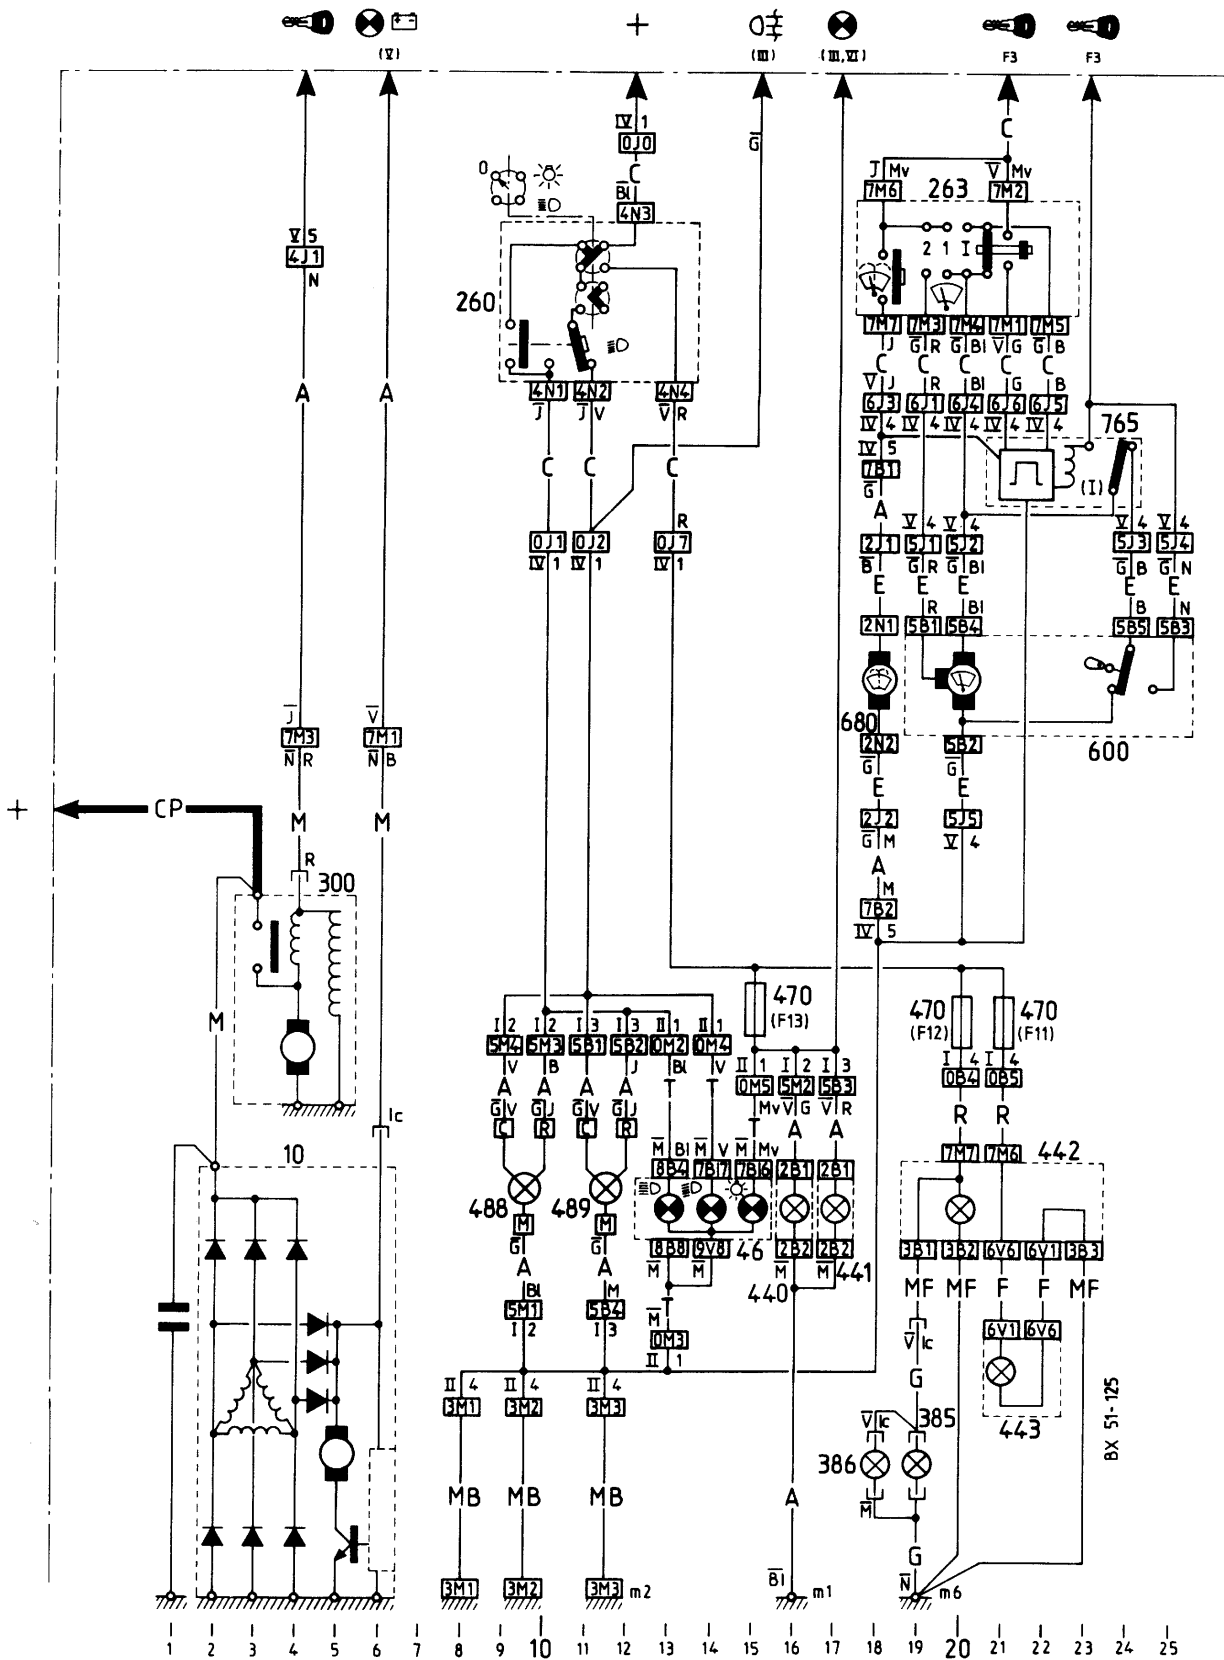 (V) (III) (III,VI) F3 F3
+
IV 1
0J0
C
G̅
C
J Mv V̅ Mv
7M6 263 7M2
0
B̅l
4N3
2 1 I
V 5
4J1
N
260
7M7 7M3 7M4 7M1 7M5
J G̅ R G̅ Bl V̅ G G̅ B
C C C C C
V̅ J R Bl G B
4N1 4N2 4N4
J̅ J̅ V V̅ R
6J3 6J1 6J4 6J6 6J5
IV 4 IV 4 IV 4 IV 4
A A
765
IV 5
7B1
G̅
C C C
(I)
A
R
V 4 V 4 V 4 V 4
0J1 0J2 0J7
IV 1 IV 1 IV 1
2J1 5J1 5J2 5J3 5J4
B̅ G̅ R G̅ Bl G̅ B G̅ N
E E E E E
R Bl B N
2N1 5B1 5B4 5B5 5B3
J̅ V̅
7M3 7M1
N̅ R N̅ B
680
2N2 5B2 600
G̅ G̅
E E
+ CP
M M
2J2 5J5
G̅ M V 4
A
R
300
M
7B2
IV 5
M
470
(F13)
470
(F12)
470
(F11)
I 2 I 2 I 3 I 3 II 1 II 1
5M4 5M3 5B1 5B2 0M2 0M4
V B J Bl V
II 1 I 2 I 3
0M5 5M2 5B3
Mv V̅ G V̅ R
I 4 I 4
0B4 0B5
R R
A A A A T T T A A
G̅ V G̅ J G̅ V G̅ J
C R C R
Ic
10
M̅ Bl M̅ V M̅ Mv
8B4 7B17 7B16 2B1 2B1
7M7 7M6 442
488 489
M M
G̅ G̅
8B8 9V8 46 2B2 2B2
M̅ M̅ M̅ M̅ 441
440
3B1 3B2 6V6 6V1 3B3
MF MF F F MF
A A
Bl M
5M1 5B4
I 2 I 3
T
M̅
0M3
II 1
6V1 6V6
V̅ Ic
G
II 4 II 4 II 4
3M1 3M2 3M3
V̅ Ic 385
443
386
M̅
BX 51-125
MB MB MB A
G
B̅l N̅
3M1 3M2 3M3 m2 m1 m6
1 2 3 4 5 6 7 8 9 10 11 12 13 14 15 16 17 18 19 20 21 22 23 24 25